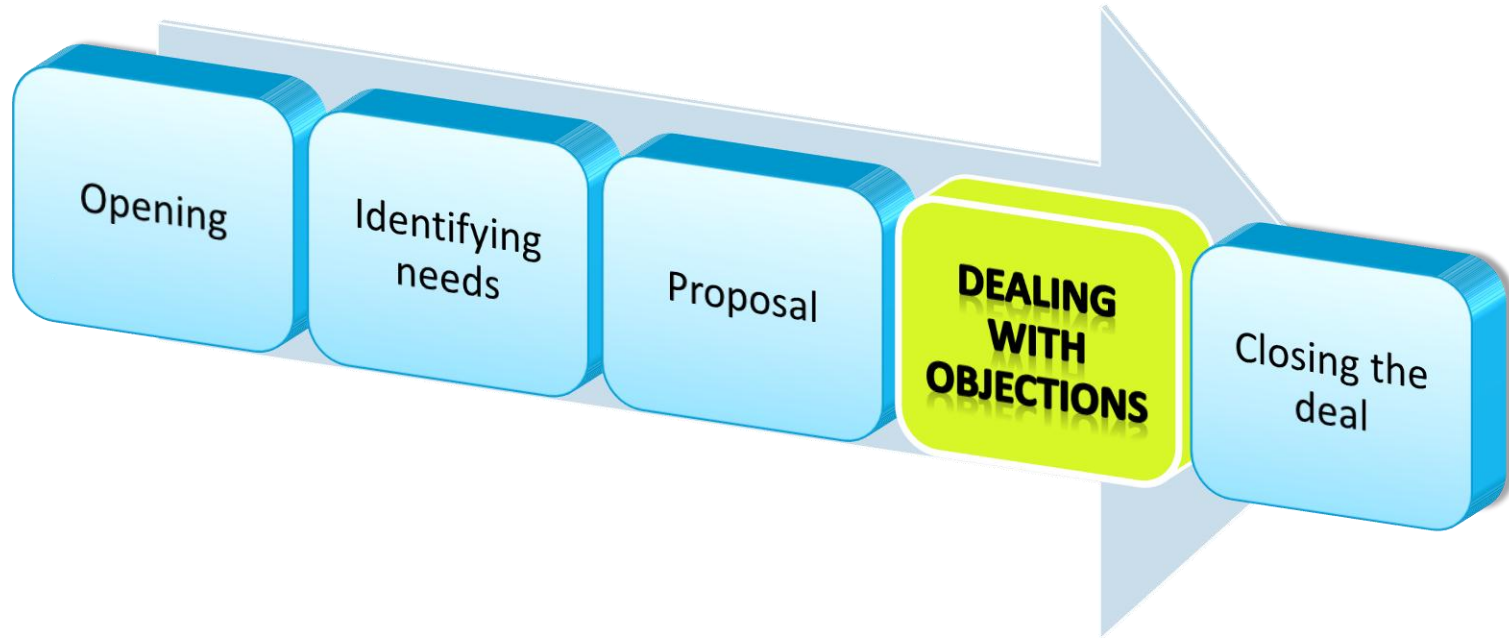 Opening
Identifying
needs
Proposal
DEALING
WITH
OBJECTIONS
Closing the
deal